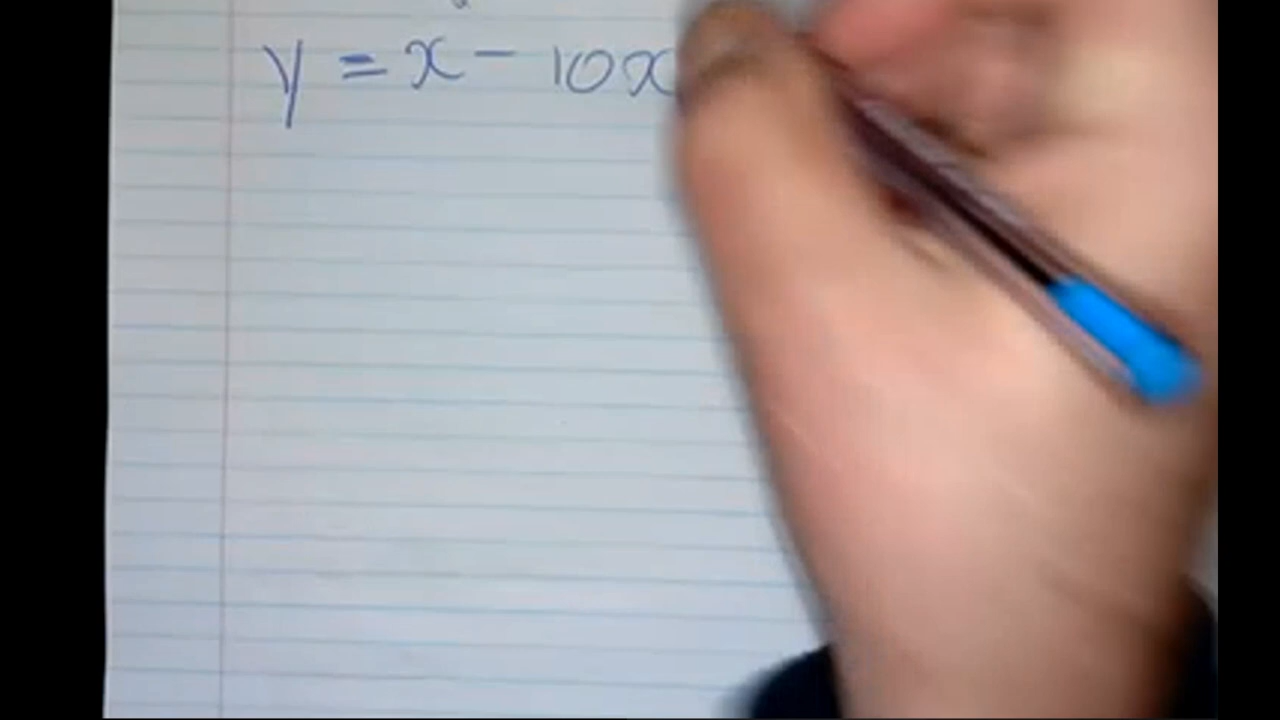 y = x - 10x